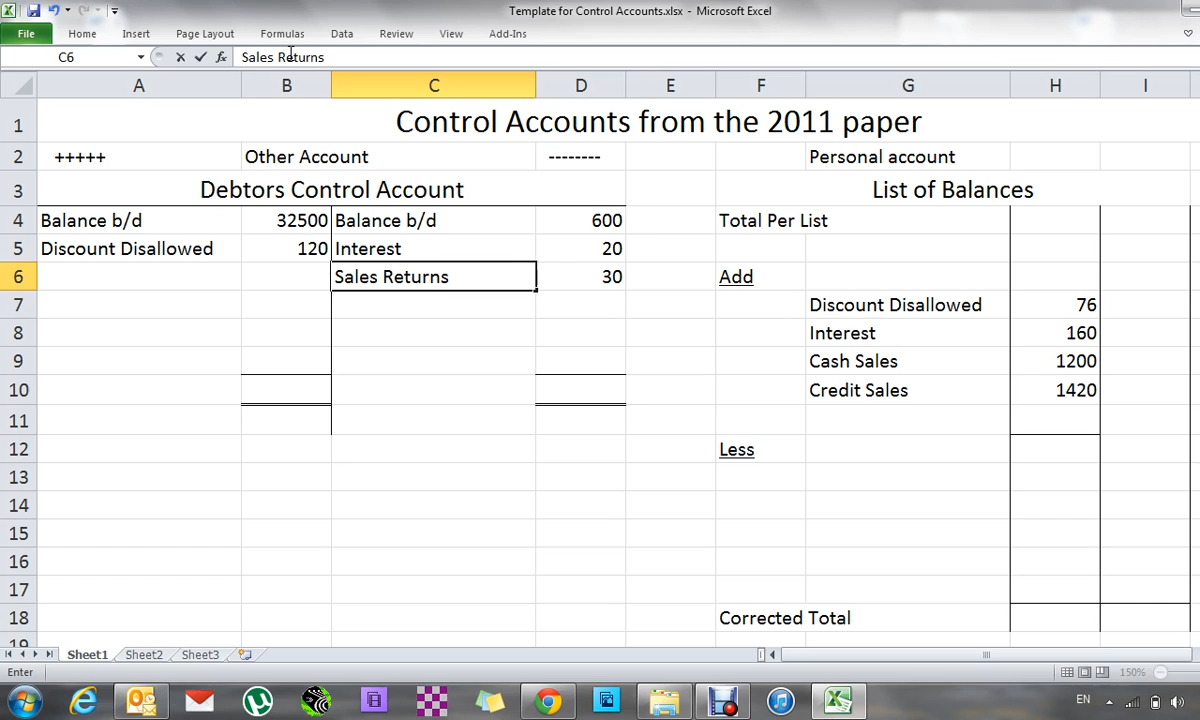 Template for Control Accounts.xlsx - Microsoft Excel
File Home Insert Page Layout Formulas Data Review View Add-Ins
C6 fx Sales Returns
A B C D E F G H I
1 Control Accounts from the 2011 paper
2 +++++ Other Account -------- Personal account
3 Debtors Control Account List of Balances
4 Balance b/d 32500 Balance b/d 600 Total Per List
5 Discount Disallowed 120 Interest 20
6 Sales Returns 30 Add
7 Discount Disallowed 76
8 Interest 160
9 Cash Sales 1200
10 Credit Sales 1420
11
12 Less
13
14
15
16
17
18 Corrected Total
19
Sheet1 Sheet2 Sheet3
Enter 150%
EN